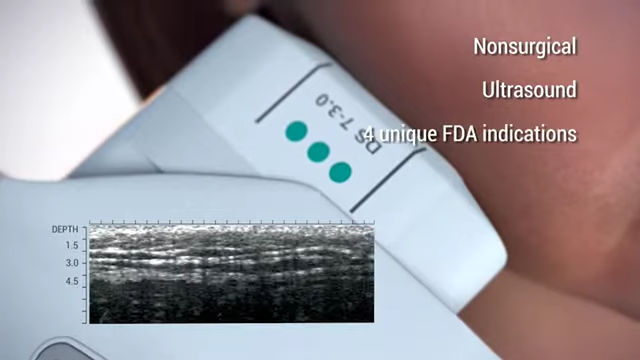 Nonsurgical
Ultrasound
4 unique FDA indications
DS 7-3.0
DEPTH
1.5
3.0
4.5